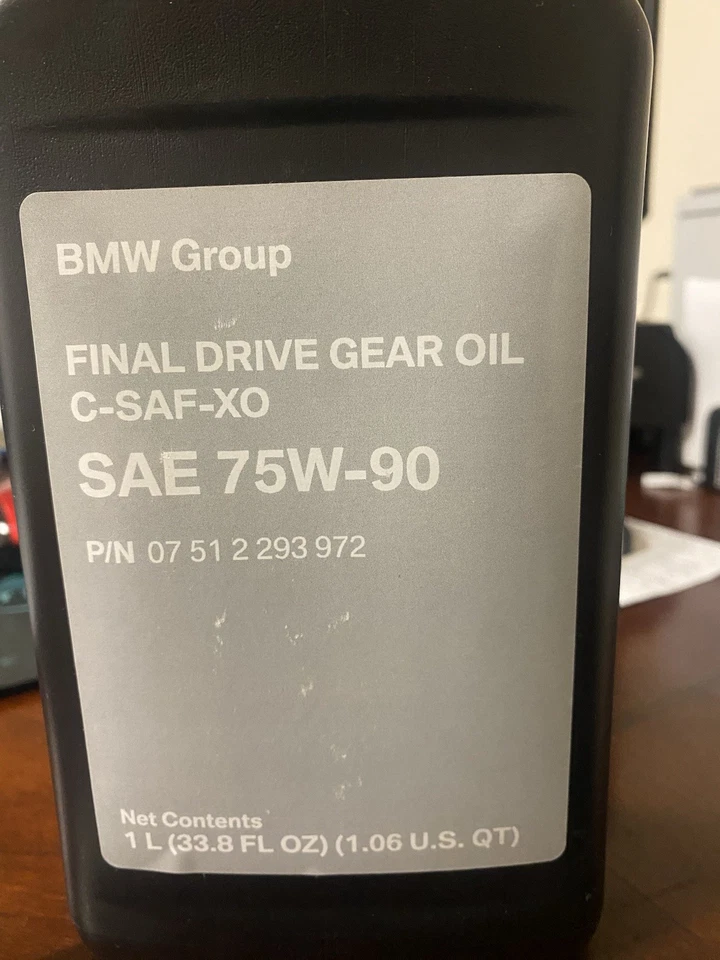 BMW Group
FINAL DRIVE GEAR OIL
C-SAF-XO
SAE 75W-90
P/N 07 51 2 293 972
Net Contents
1 L (33.8 FL OZ) (1.06 U.S. QT)